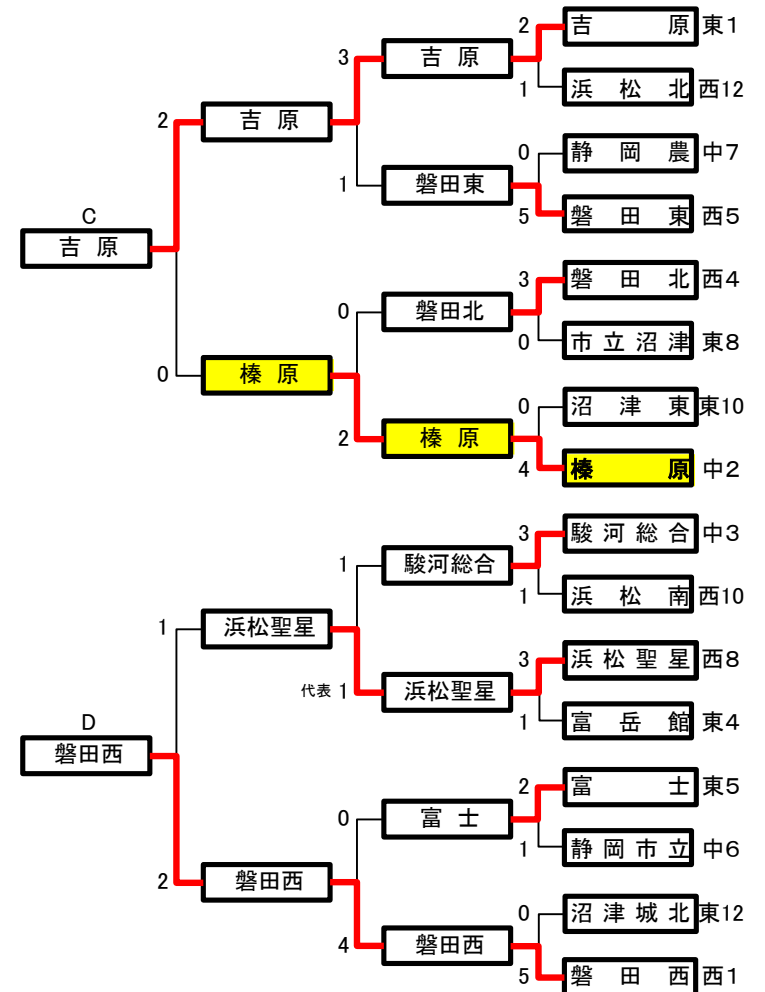 2 吉原 東1
3 吉原
1 浜松北 西12
2 吉原
0 静岡農 中7
1 磐田東
5 磐田東 西5
C
吉原
3 磐田北 西4
0 磐田北
0 市立沼津 東8
0 榛原
0 沼津東 東10
2 榛原
4 榛原 中2
3 駿河総合 中3
1 駿河総合
1 浜松南 西10
1 浜松聖星
3 浜松聖星 西8
代表 1 浜松聖星
1 富岳館 東4
D
磐田西
2 富士 東5
0 富士
1 静岡市立 中6
2 磐田西
0 沼津城北 東12
4 磐田西
5 磐田西 西1